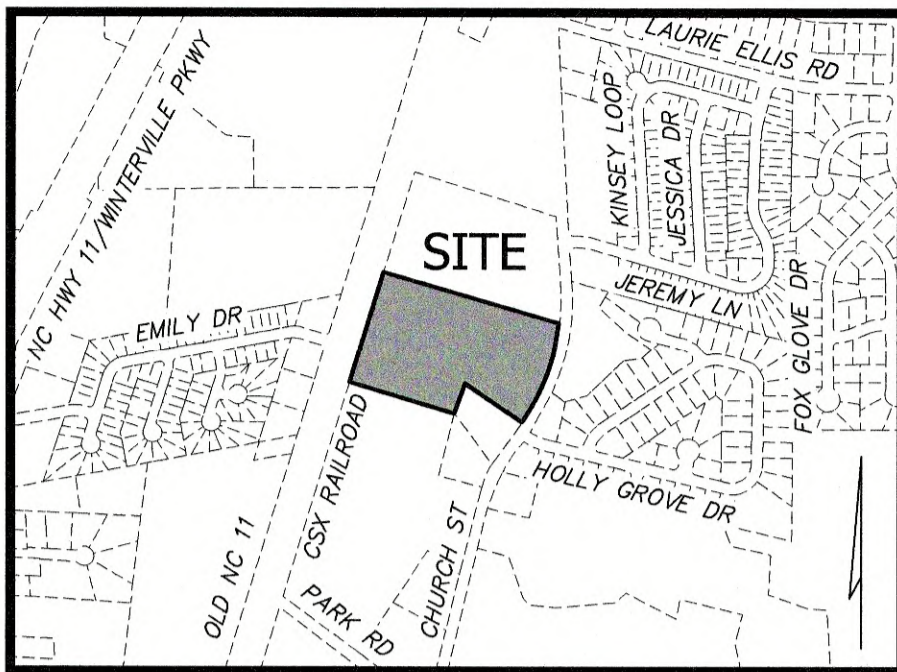 LAURIE ELLIS RD
NC HWY 11/WINTERVILLE PKWY
KINSEY LOOP
JESSICA DR
SITE
JEREMY LN
FOX GLOVE DR
EMILY DR
CSX RAILROAD
HOLLY GROVE DR
OLD NC 11
CHURCH ST
PARK RD